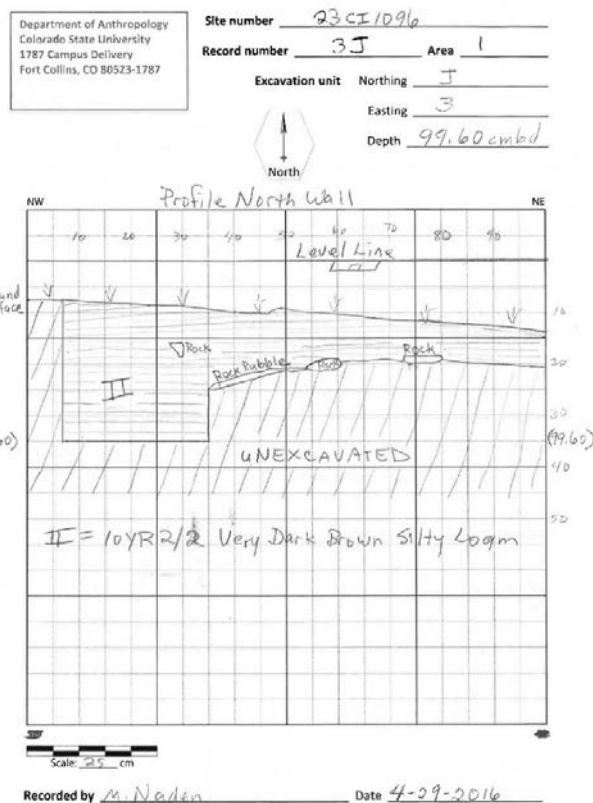 Department of Anthropology
Colorado State University
1787 Campus Delivery
Fort Collins, CO 80523-1787
Site number 23CI1096
Record number 3J Area 1
Excavation unit Northing J
Easting 3
Depth 99.60 cmbd
North
Profile North Wall
NW NE
10 20 30 40 50 60 70 80 90
Level Line
10
Rock
20
Rock Rubble Rock Rock
II
30
(99.60)
UNEXCAVATED
40
50
II = 10YR 2/2 Very Dark Brown Silty Loam
Scale: 25 cm
Recorded by M. Naden Date 4-29-2016